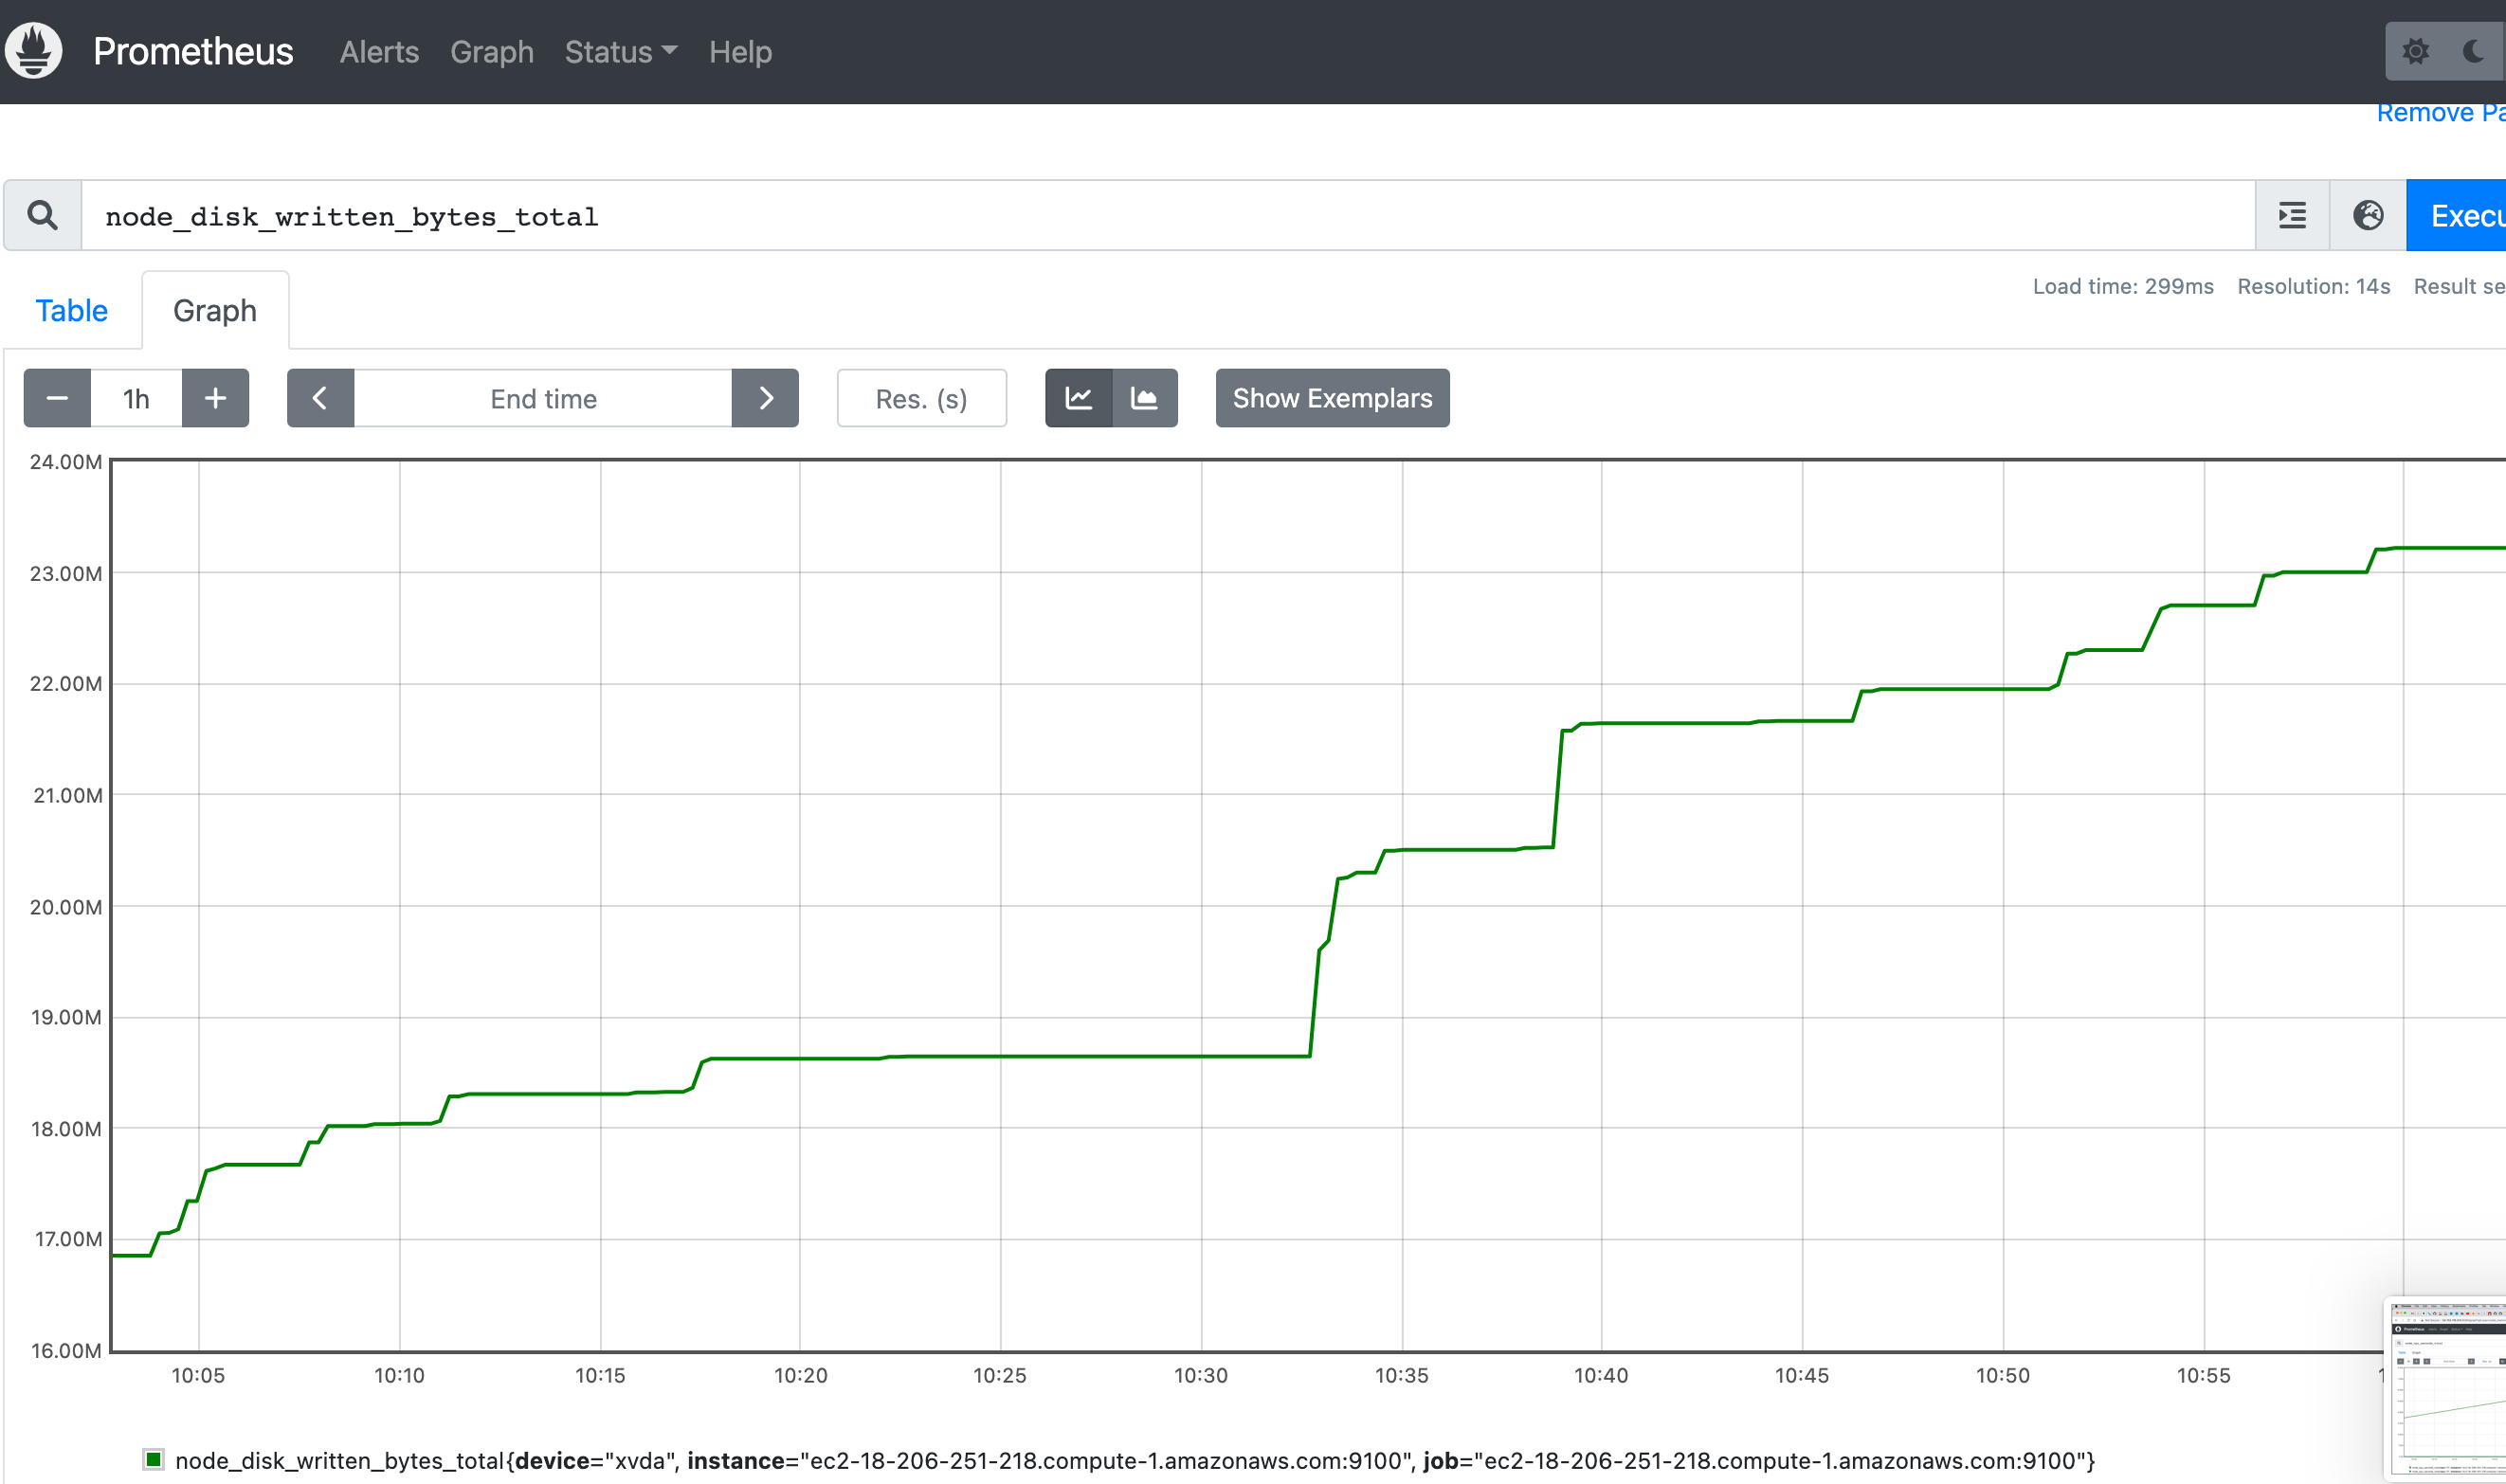 Prometheus Alerts Graph Status Help
Remove Pa
node_disk_written_bytes_total
Execu
Table Graph
Load time: 299ms Resolution: 14s Result se
1h End time Res. (s) Show Exemplars
24.00M
23.00M
22.00M
21.00M
20.00M
19.00M
18.00M
17.00M
16.00M
10:05 10:10 10:15 10:20 10:25 10:30 10:35 10:40 10:45 10:50 10:55
node_disk_written_bytes_total{device="xvda", instance="ec2-18-206-251-218.compute-1.amazonaws.com:9100", job="ec2-18-206-251-218.compute-1.amazonaws.com:9100"}